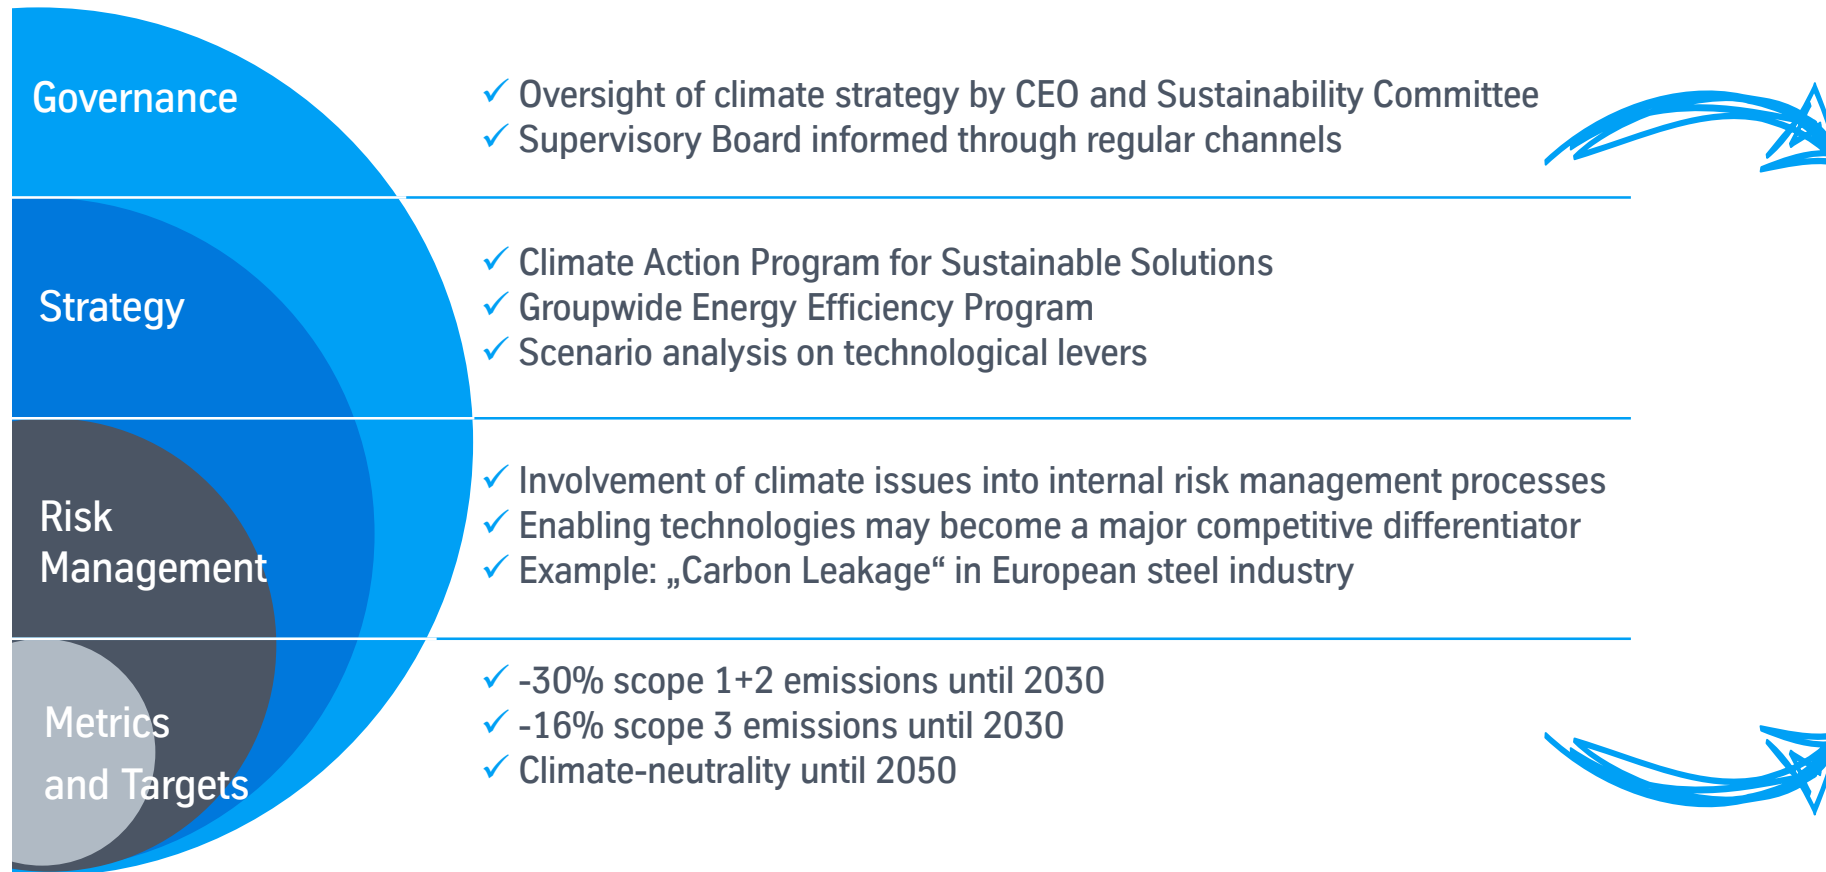 Governance
✓ Oversight of climate strategy by CEO and Sustainability Committee
✓ Supervisory Board informed through regular channels
Strategy
✓ Climate Action Program for Sustainable Solutions
✓ Groupwide Energy Efficiency Program
✓ Scenario analysis on technological levers
Risk
Management
✓ Involvement of climate issues into internal risk management processes
✓ Enabling technologies may become a major competitive differentiator
✓ Example: „Carbon Leakage“ in European steel industry
Metrics
and Targets
✓ -30% scope 1+2 emissions until 2030
✓ -16% scope 3 emissions until 2030
✓ Climate-neutrality until 2050